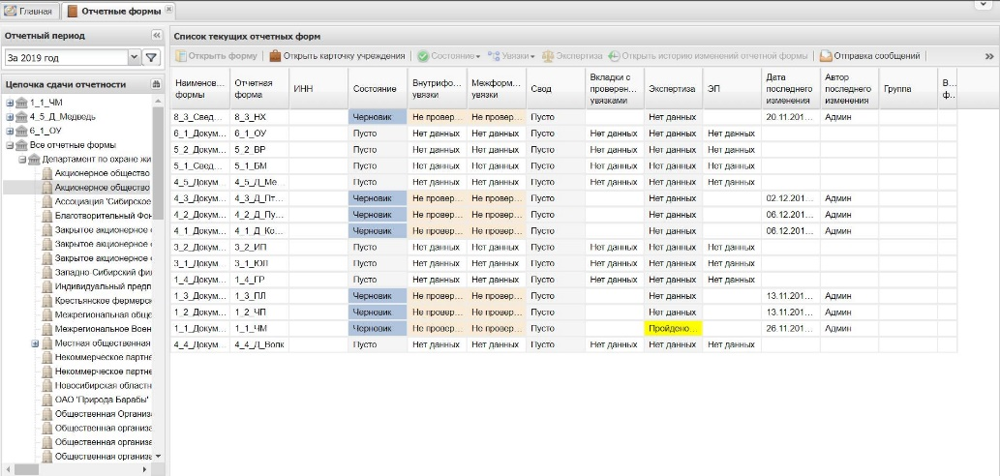 Главная
Отчетные формы
Отчетный период
За 2019 год
Цепочка сдачи отчетности
1_1_ЧМ
4_5_Д_Медведь
6_1_ОУ
Все отчетные формы
Департамент по охране жи
Акционерное общество
Акционерное общество
Ассоциация 'Сибирское
Благотворительный Фон
Закрытое акционерное о
Закрытое акционерное о
Закрытое акционерное о
Западно-Сибирский фи
Индивидуальный предп
Крестьянское фермерск
Межрегиональная обще
Межрегиональное Воен
Местная общественная
Некоммерческое партне
Некоммерческое партне
Новосибирская областн
ОАО 'Природа Барабы'
Общественная Организа
Общественная организа
Общественная организа
Общественная организа
Список текущих отчетных форм
Открыть форму Открыть карточку учреждения Состояние Увязки Экспертиза Открыть историю изменений отчетной формы Отправка сообщений
Наименов... формы Отчетная форма ИНН Состояние Внутрифо... увязки Межформ... увязки Свод Вкладки с проверен... увязками Экспертиза ЭП Дата последнего изменения Автор последнего изменения Группа В... ф...
8_3_Свед... 8_3_НХ Черновик Не провер... Не провер... Пусто Нет данных 20.11.201... Админ
6_1_Докум... 6_1_ОУ Пусто Нет данных Нет данных Пусто Нет данных Нет данных Нет данных
5_2_Докум... 5_2_ВР Пусто Нет данных Нет данных Пусто Нет данных Нет данных Нет данных
5_1_Свед... 5_1_БМ Пусто Нет данных Нет данных Пусто Нет данных Нет данных Нет данных
4_5_Докум... 4_5_Д_Ме... Пусто Нет данных Нет данных Пусто Нет данных Нет данных Нет данных
4_3_Докум... 4_3_Д_Пт... Черновик Не провер... Не провер... Пусто Нет данных 02.12.201... Админ
4_2_Докум... 4_2_Д_Пу... Черновик Не провер... Не провер... Пусто Нет данных 06.12.201... Админ
4_1_Докум... 4_1_Д_Ко... Черновик Не провер... Не провер... Пусто Нет данных 06.12.201... Админ
3_2_Докум... 3_2_ИП Пусто Нет данных Нет данных Пусто Нет данных Нет данных Нет данных
3_1_Докум... 3_1_ЮЛ Пусто Нет данных Нет данных Пусто Нет данных Нет данных Нет данных
1_4_Докум... 1_4_ГР Пусто Нет данных Нет данных Пусто Нет данных Нет данных Нет данных
1_3_Докум... 1_3_ПЛ Черновик Не провер... Не провер... Пусто Нет данных 13.11.201... Админ
1_2_Докум... 1_2_ЧП Черновик Не провер... Не провер... Пусто Нет данных 13.11.201... Админ
1_1_Докум... 1_1_ЧМ Черновик Не провер... Не провер... Пусто Пройдено... 26.11.201... Админ
4_4_Докум... 4_4_Д_Волк Пусто Нет данных Нет данных Пусто Нет данных Нет данных Нет данных